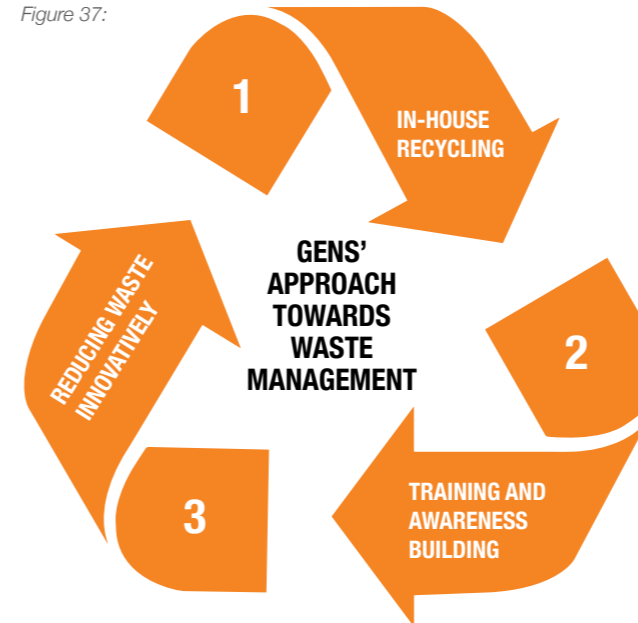 Figure 37:
1
IN-HOUSE
RECYCLING
GENS’
APPROACH
TOWARDS
WASTE
MANAGEMENT
2
TRAINING AND
AWARENESS
BUILDING
3
REDUCING WASTE
INNOVATIVELY